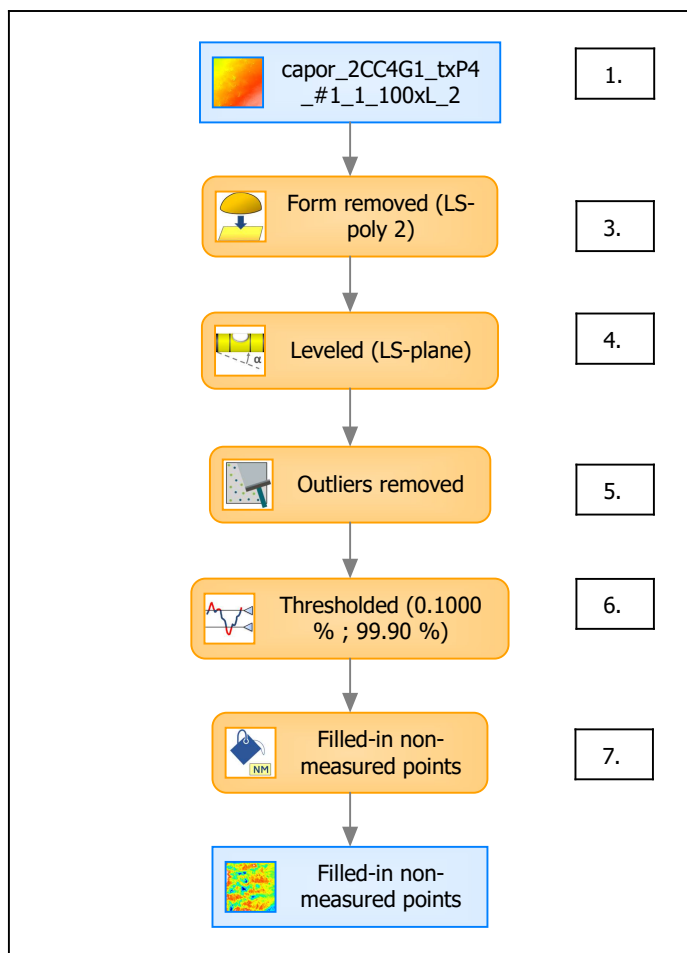 capor_2CC4G1_txP4
_#1_1_100xL_2
1.
Form removed (LS-
poly 2)
3.
α
Leveled (LS-plane)
4.
Outliers removed
5.
Thresholded (0.1000
% ; 99.90 %)
6.
NM
Filled-in non-
measured points
7.
Filled-in non-
measured points